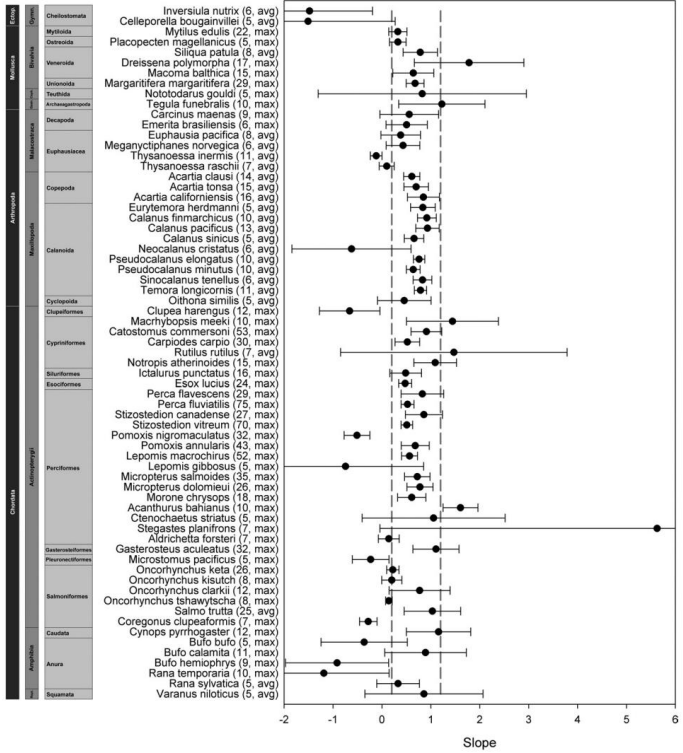 Ectop.
Mollusca
Arthropoda
Chordata
Gymn.
Bivalvia
Malacostraca
Maxillopoda
Actinopterygii
Amphibia
Cheilostomata
Mytiloida
Ostreoida
Veneroida
Unionoida
Teuthida
Archaeogastropoda
Decapoda
Euphausiacea
Copepoda
Calanoida
Cyclopoida
Clupeiformes
Cypriniformes
Siluriformes
Esociformes
Perciformes
Gasterosteiformes
Pleuronectiformes
Salmoniformes
Caudata
Anura
Squamata
Inversiula nutrix (6, avg)
Celleporella bougainvillei (5, avg)
Mytilus edulis (22, max)
Placopecten magellanicus (5, max)
Siliqua patula (8, avg)
Dreissena polymorpha (17, max)
Macoma balthica (15, max)
Margaritifera margaritifera (29, max)
Nototodarus gouldi (5, max)
Tegula funebralis (10, max)
Carcinus maenas (9, max)
Emerita brasiliensis (6, max)
Euphausia pacifica (8, avg)
Meganyctiphanes norvegica (6, avg)
Thysanoessa inermis (11, avg)
Thysanoessa raschii (7, avg)
Acartia clausi (14, avg)
Acartia tonsa (15, avg)
Acartia californiensis (16, avg)
Eurytemora herdmanni (5, avg)
Calanus finmarchicus (10, avg)
Calanus pacificus (13, avg)
Calanus sinicus (5, avg)
Neocalanus cristatus (6, avg)
Pseudocalanus elongatus (10, avg)
Pseudocalanus minutus (10, avg)
Sinocalanus tenellus (6, avg)
Temora longicornis (11, avg)
Oithona similis (5, avg)
Clupea harengus (12, max)
Macrhybopsis meeki (10, max)
Catostomus commersoni (53, max)
Carpiodes carpio (30, max)
Rutilus rutilus (7, avg)
Notropis atherinoides (15, max)
Ictalurus punctatus (16, max)
Esox lucius (24, max)
Perca flavescens (29, max)
Perca fluviatilis (75, max)
Stizostedion canadense (27, max)
Stizostedion vitreum (70, max)
Pomoxis nigromaculatus (32, max)
Pomoxis annularis (43, max)
Lepomis macrochirus (52, max)
Lepomis gibbosus (5, max)
Micropterus salmoides (35, max)
Micropterus dolomieui (26, max)
Morone chrysops (18, max)
Acanthurus bahianus (10, max)
Ctenochaetus striatus (5, max)
Stegastes planifrons (7, max)
Aldrichetta forsteri (7, max)
Gasterosteus aculeatus (32, max)
Microstomus pacificus (5, max)
Oncorhynchus keta (26, max)
Oncorhynchus kisutch (8, max)
Oncorhynchus clarkii (12, max)
Oncorhynchus tshawytscha (8, max)
Salmo trutta (25, avg)
Coregonus clupeaformis (7, max)
Cynops pyrrhogaster (12, max)
Bufo bufo (5, max)
Bufo calamita (11, max)
Bufo hemiophrys (9, max)
Rana temporaria (10, max)
Rana sylvatica (5, avg)
Varanus niloticus (5, avg)
-2 0 2 4 6
Slope